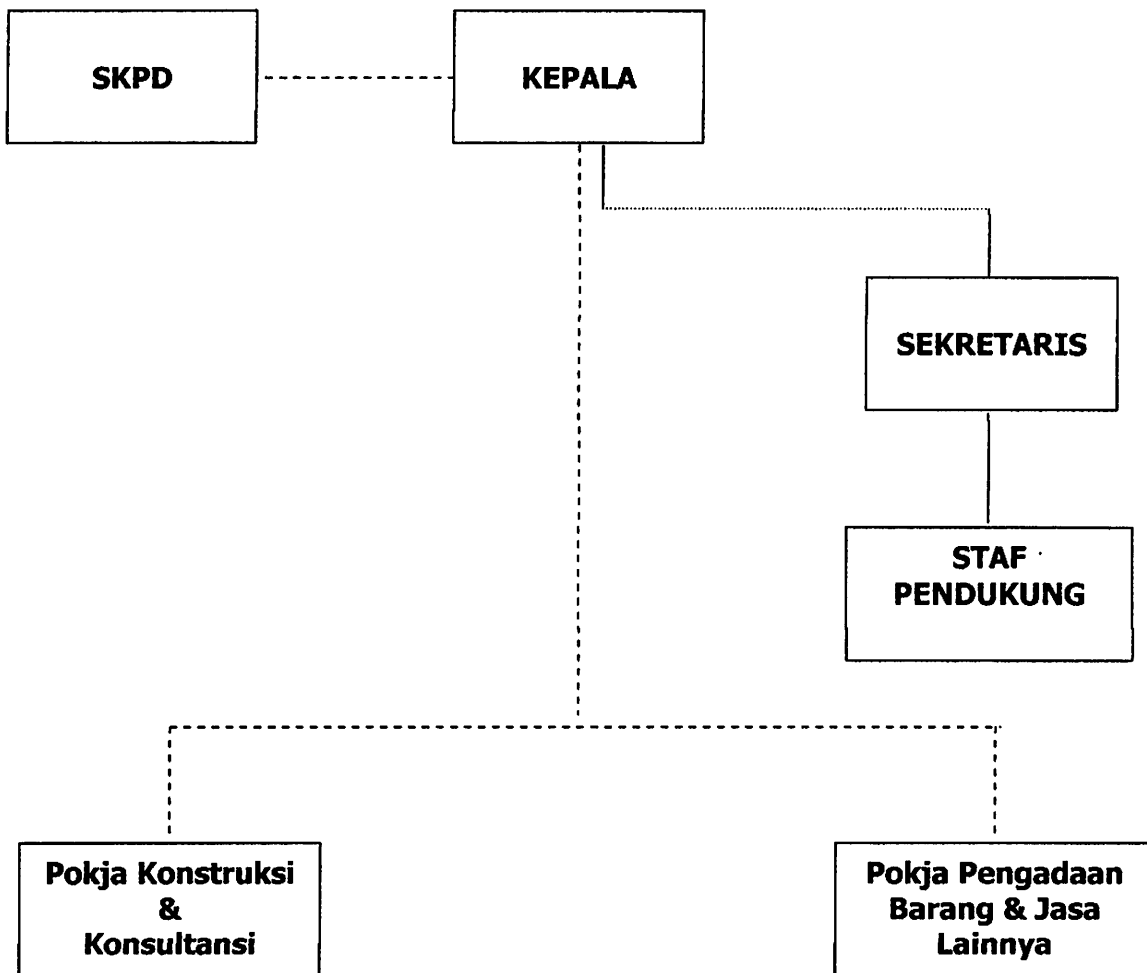 SKPD
KEPALA
SEKRETARIS
STAF
PENDUKUNG
Pokja Konstruksi
&
Konsultansi
Pokja Pengadaan
Barang & Jasa
Lainnya